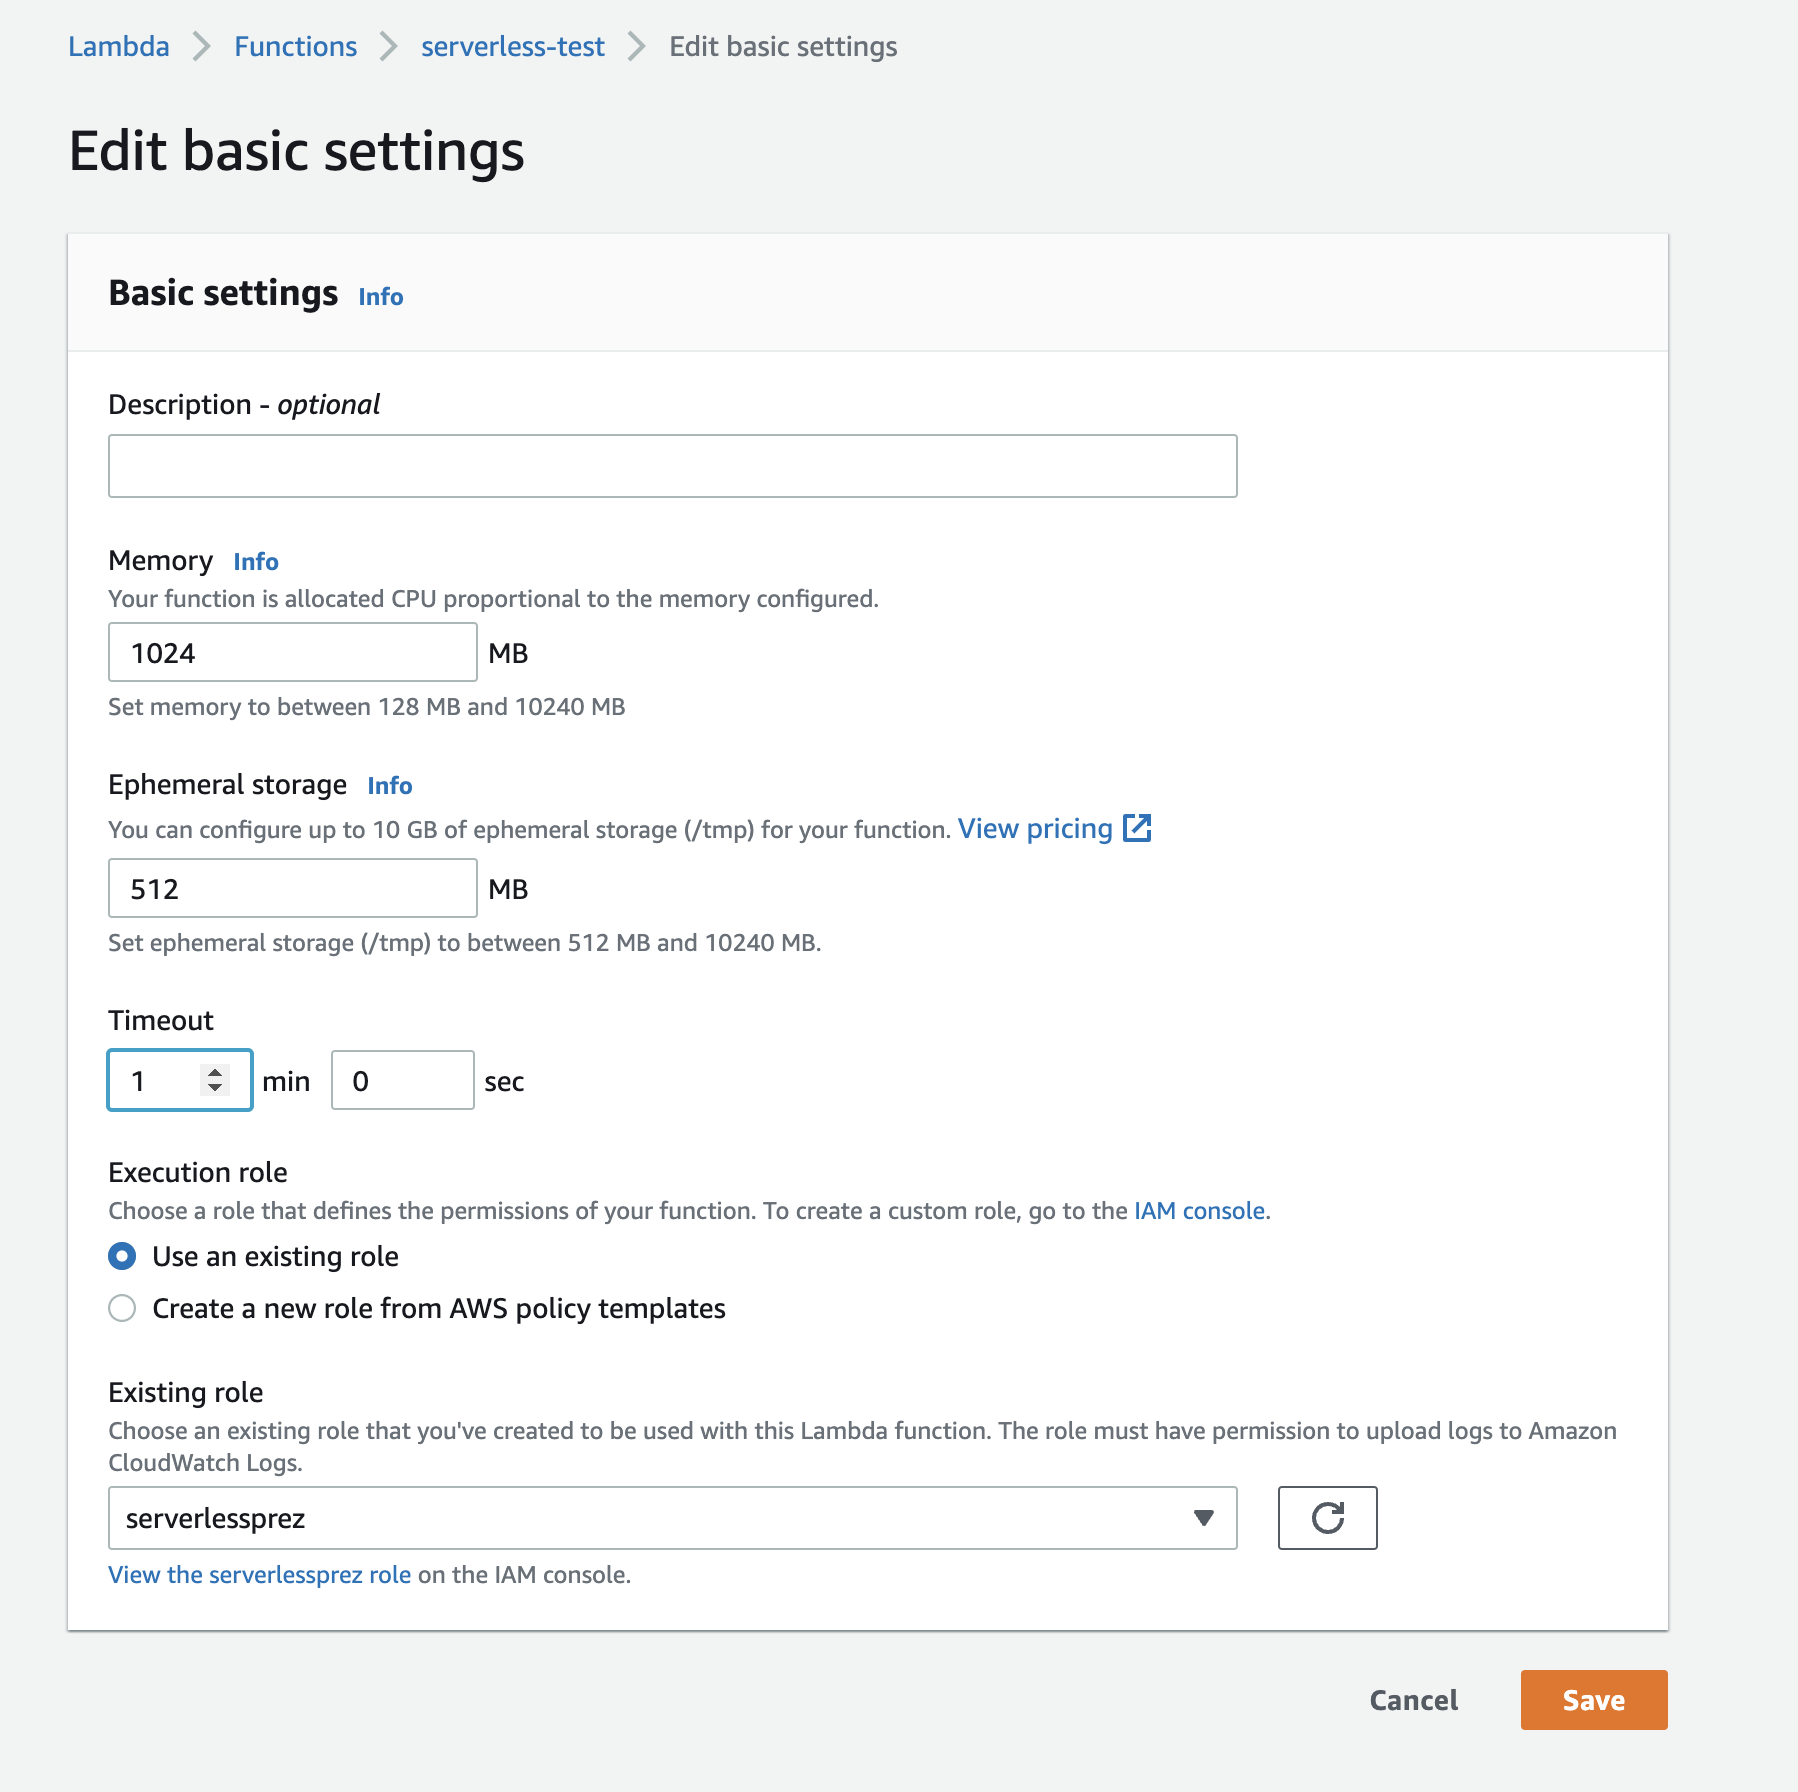 Lambda > Functions > serverless-test > Edit basic settings
Edit basic settings
Basic settings Info
Description - optional
Memory Info
Your function is allocated CPU proportional to the memory configured.
1024 MB
Set memory to between 128 MB and 10240 MB
Ephemeral storage Info
You can configure up to 10 GB of ephemeral storage (/tmp) for your function. View pricing
512 MB
Set ephemeral storage (/tmp) to between 512 MB and 10240 MB.
Timeout
1 min 0 sec
Execution role
Choose a role that defines the permissions of your function. To create a custom role, go to the IAM console.
Use an existing role
Create a new role from AWS policy templates
Existing role
Choose an existing role that you've created to be used with this Lambda function. The role must have permission to upload logs to Amazon
CloudWatch Logs.
serverlessprez
View the serverlessprez role on the IAM console.
Cancel Save